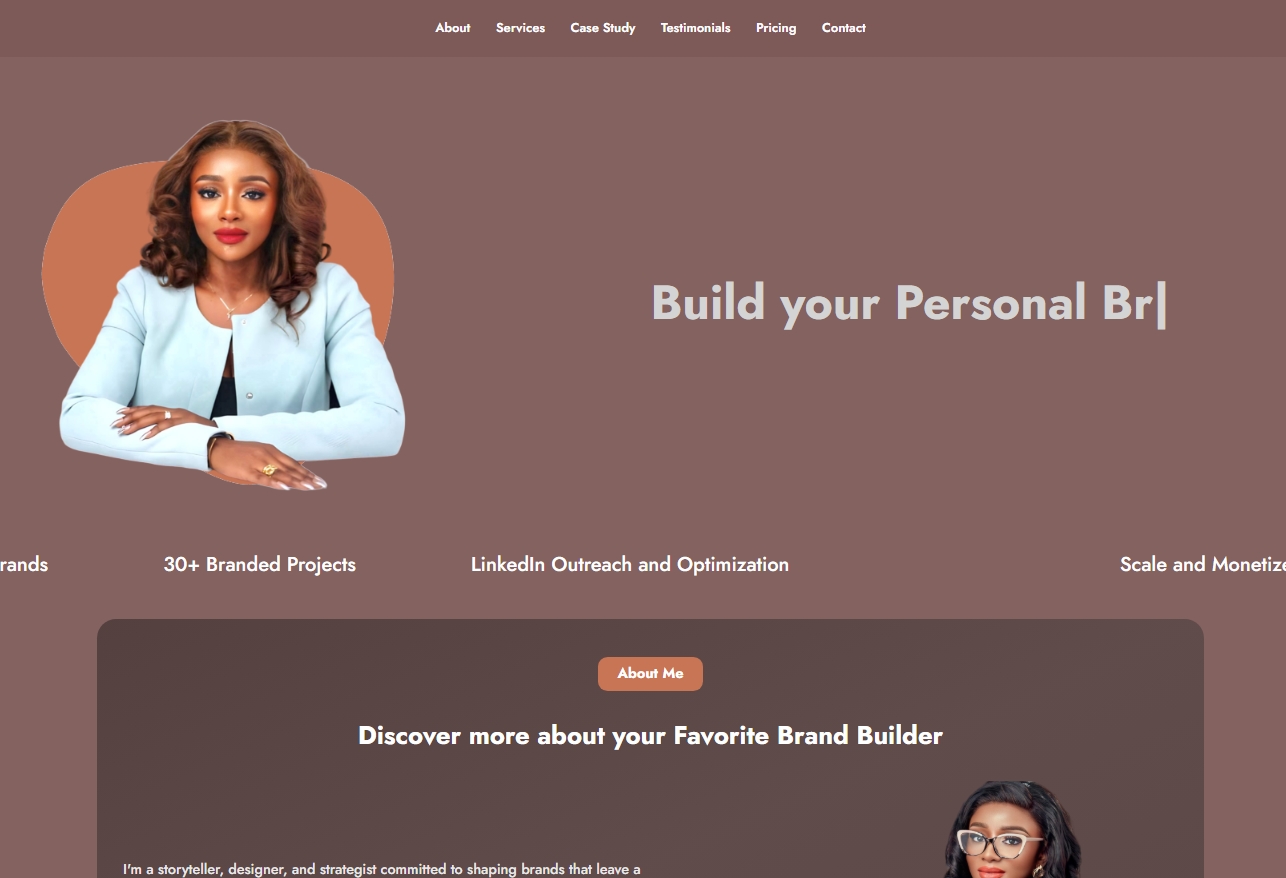 About Services Case Study Testimonials Pricing Contact
Build your Personal Br|
rands 30+ Branded Projects LinkedIn Outreach and Optimization Scale and Monetize
About Me
Discover more about your Favorite Brand Builder
I'm a storyteller, designer, and strategist committed to shaping brands that leave a